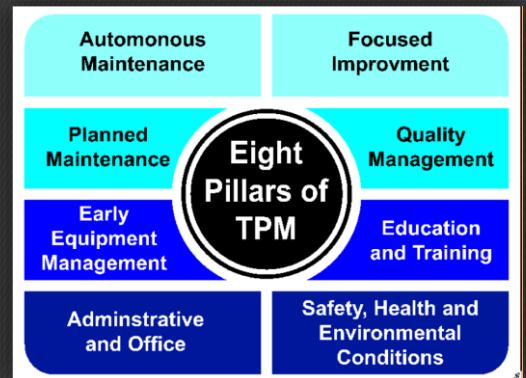 Automonous
Maintenance
Focused
Improvment
Planned
Maintenance
Eight
Pillars of
TPM
Quality
Management
Early
Equipment
Management
Education
and Training
Adminstrative
and Office
Safety, Health and
Environmental
Conditions